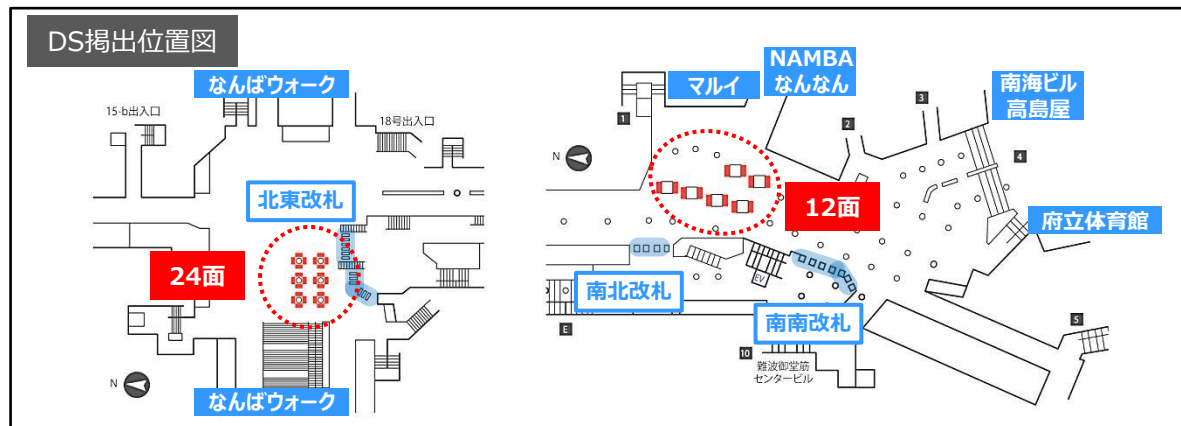 DS掲出位置図
なんばウォーク
15-b出入口
18号出入口
北東改札
24面
N
なんばウォーク
マルイ
NAMBA
なんなん
南海ビル
高島屋
1
2
3
4
N
12面
府立体育館
南北改札
EV
南南改札
E
10
難波御堂筋
センタービル
5